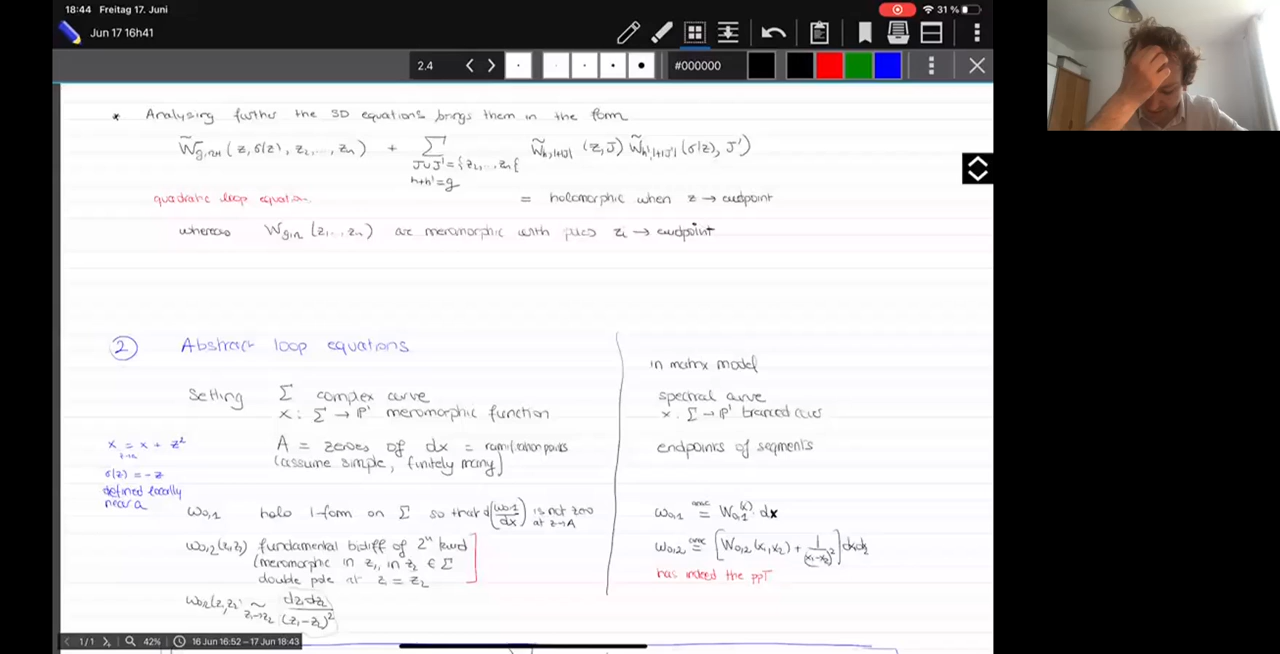 18:44 Freitag 17. Juni
31 %
Jun 17 16h41
2.4
#000000
* Analysing further the SD equations brings them in the form
W̃g,n+1 (z, σ(z), z2, ..., zn) + Σ W̃h,1+|J| (z, J) W̃h',1+|J'| (σ(z), J')
J∪J' = {z2, ..., zn}
h+h'=g
quadratic loop equation
= holomorphic when z → endpoint
whereas Wg,n (z1 ... zn) are meromorphic with poles zi → endpoint
② Abstract loop equations
in matrix model
Setting Σ complex curve
x : Σ → P¹ meromorphic function
spectral curve
x : Σ → P¹ branched cover
A = zeroes of dx = ramification points
(assume simple, finitely many)
endpoints of segments
x = x + z²
z→a
σ(z) = -z
defined locally
near a
ω0,1 holo 1-form on Σ so that d(ω0,1/dx) is not zero at z→A
ω0,1 = W0,1(x) dx
ω0,2(z1,z2) fundamental bidiff of 2nd kind
(meromorphic in z1, in z2 ∈ Σ
double pole at z1 = z2
ω0,2 = [W0,2(x1,x2) + 1/(x1-x2)²] dx1dx2
has indeed the ppT
ω0,2(z1,z2) ~ dz1dz2/(z1-z2)²
z1→z2
1/1 42% 16 Jun 16:52 – 17 Jun 18:43